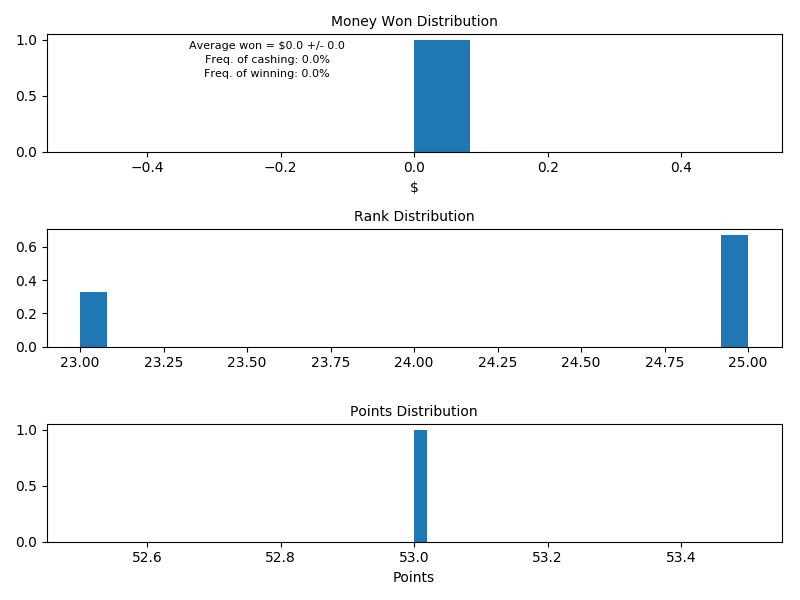 Money Won Distribution
Average won = $0.0 +/- 0.0
Freq. of cashing: 0.0%
Freq. of winning: 0.0%
1.0
0.5
0.0
−0.4 −0.2 0.0 0.2 0.4
$
Rank Distribution
0.6
0.4
0.2
0.0
23.00 23.25 23.50 23.75 24.00 24.25 24.50 24.75 25.00
Points Distribution
1.0
0.5
0.0
52.6 52.8 53.0 53.2 53.4
Points